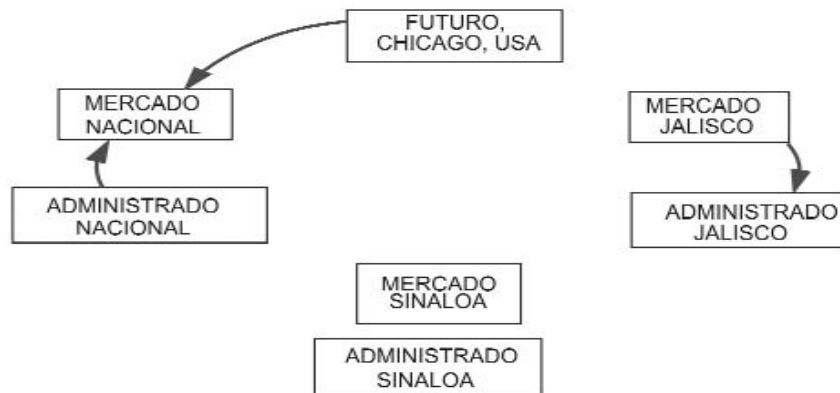 FUTURO,
CHICAGO, USA
MERCADO
NACIONAL
MERCADO
JALISCO
ADMINISTRADO
NACIONAL
ADMINISTRADO
JALISCO
MERCADO
SINALOA
ADMINISTRADO
SINALOA